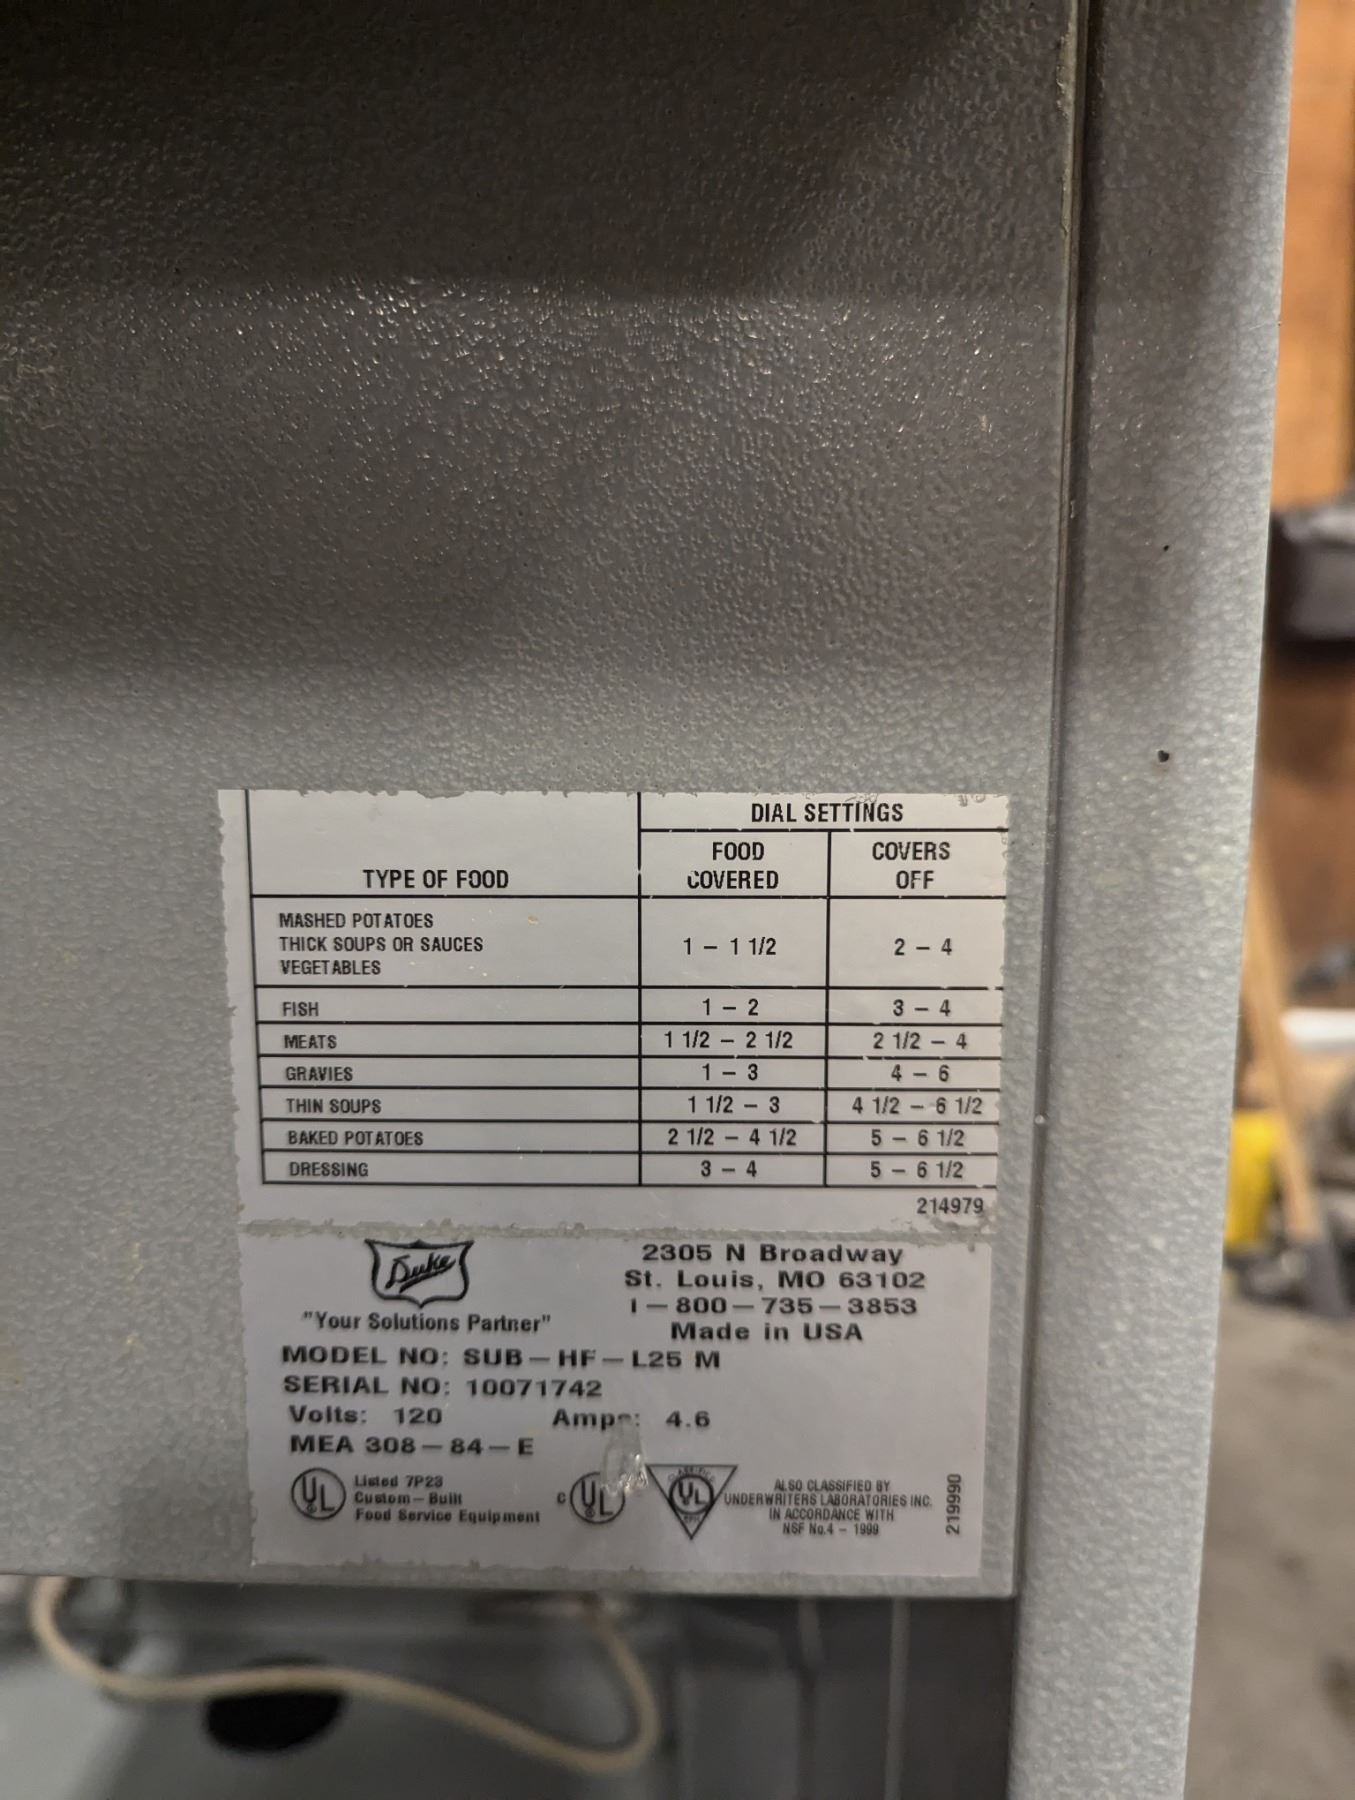 DIAL SETTINGS
TYPE OF FOOD
FOOD COVERED
COVERS OFF
MASHED POTATOES
THICK SOUPS OR SAUCES
VEGETABLES
1 – 1 1/2
2 – 4
FISH 1 – 2 3 – 4
MEATS 1 1/2 – 2 1/2 2 1/2 – 4
GRAVIES 1 – 3 4 – 6
THIN SOUPS 1 1/2 – 3 4 1/2 – 6 1/2
BAKED POTATOES 2 1/2 – 4 1/2 5 – 6 1/2
DRESSING 3 – 4 5 – 6 1/2
214979
Duke
"Your Solutions Partner"
2305 N Broadway
St. Louis, MO 63102
1–800–735–3853
Made in USA
MODEL NO: SUB–HF–L25 M
SERIAL NO: 10071742
Volts: 120 Amps: 4.6
MEA 308–84–E
UL
Listed 7P23
Custom–Built
Food Service Equipment
C UL
CLASSIFIED
UL
EPH
ALSO CLASSIFIED BY
UNDERWRITERS LABORATORIES INC.
IN ACCORDANCE WITH
NSF No.4 – 1999
219990